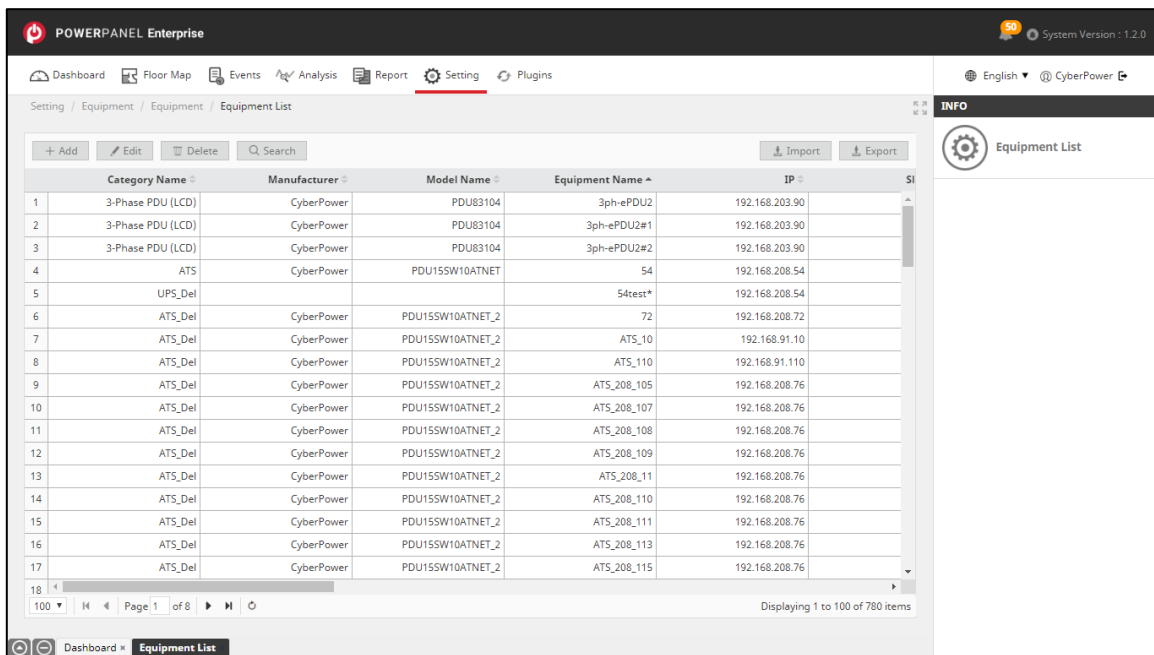 POWERPANEL Enterprise 50 System Version : 1.2.0
Dashboard Floor Map Events Analysis Report Setting Plugins English CyberPower
Setting / Equipment / Equipment / Equipment List INFO
Equipment List
+ Add Edit Delete Search Import Export
Category Name Manufacturer Model Name Equipment Name IP
1 3-Phase PDU (LCD) CyberPower PDU83104 3ph-ePDU2 192.168.203.90
2 3-Phase PDU (LCD) CyberPower PDU83104 3ph-ePDU2#1 192.168.203.90
3 3-Phase PDU (LCD) CyberPower PDU83104 3ph-ePDU2#2 192.168.203.90
4 ATS CyberPower PDU15SW10ATNET 54 192.168.208.54
5 UPS_Del 54test* 192.168.208.54
6 ATS_Del CyberPower PDU15SW10ATNET_2 72 192.168.208.72
7 ATS_Del CyberPower PDU15SW10ATNET_2 ATS_10 192.168.91.10
8 ATS_Del CyberPower PDU15SW10ATNET_2 ATS_110 192.168.91.110
9 ATS_Del CyberPower PDU15SW10ATNET_2 ATS_208_105 192.168.208.76
10 ATS_Del CyberPower PDU15SW10ATNET_2 ATS_208_107 192.168.208.76
11 ATS_Del CyberPower PDU15SW10ATNET_2 ATS_208_108 192.168.208.76
12 ATS_Del CyberPower PDU15SW10ATNET_2 ATS_208_109 192.168.208.76
13 ATS_Del CyberPower PDU15SW10ATNET_2 ATS_208_11 192.168.208.76
14 ATS_Del CyberPower PDU15SW10ATNET_2 ATS_208_110 192.168.208.76
15 ATS_Del CyberPower PDU15SW10ATNET_2 ATS_208_111 192.168.208.76
16 ATS_Del CyberPower PDU15SW10ATNET_2 ATS_208_113 192.168.208.76
17 ATS_Del CyberPower PDU15SW10ATNET_2 ATS_208_115 192.168.208.76
18
100 Page 1 of 8 Displaying 1 to 100 of 780 items
Dashboard × Equipment List